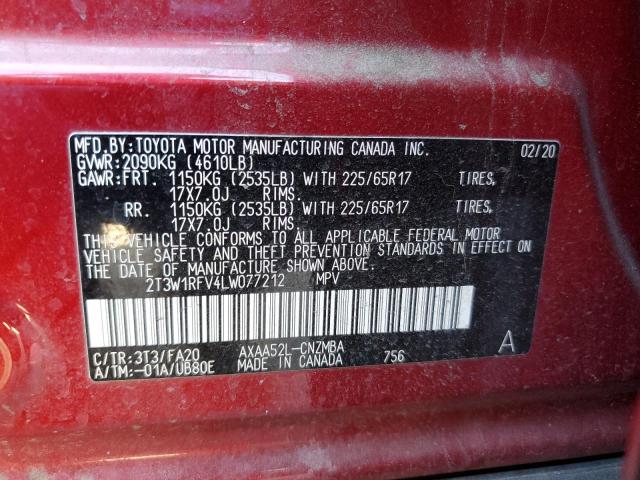 MFD.BY:TOYOTA MOTOR MANUFACTURING CANADA INC. 02/20
GVWR:2090KG (4610LB)
GAWR:FRT. 1150KG (2535LB) WITH 225/65R17 TIRES,
17X7.0J RIMS.
RR. 1150KG (2535LB) WITH 225/65R17 TIRES,
17X7.0J RIMS.
THIS VEHICLE CONFORMS TO ALL APPLICABLE FEDERAL MOTOR
VEHICLE SAFETY AND THEFT PREVENTION STANDARDS IN EFFECT ON
THE DATE OF MANUFACTURE SHOWN ABOVE.
2T3W1RFV4LW077212 MPV
C/TR:3T3/FA20 AXAA52L-CNZMBA 756 A
A/TM:-01A/UB80E MADE IN CANADA